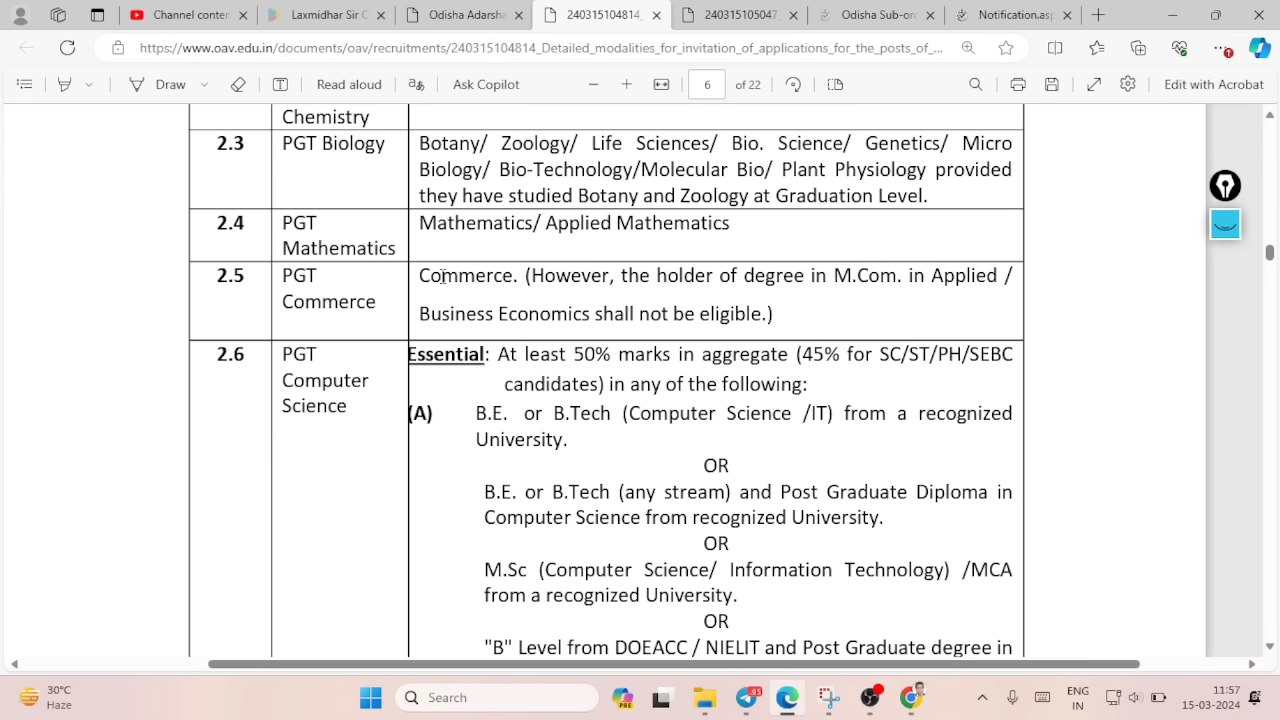 Channel conten
Laxmidhar Sir C
Odisha Adarsha
240315104814_
2403155047_
Odisha Sub-ord
Notification.asp
https://www.oav.edu.in/documents/oav/recruitments/240315104814_Detailed_modalities_for_invitation_of_applications_for_the_posts_of_...
Draw
Read aloud
Ask Copilot
6
of 22
Edit with Acrobat
Chemistry
2.3
PGT Biology
Botany/ Zoology/ Life Sciences/ Bio. Science/ Genetics/ Micro
Biology/ Bio-Technology/Molecular Bio/ Plant Physiology provided
they have studied Botany and Zoology at Graduation Level.
2.4
PGT
Mathematics
Mathematics/ Applied Mathematics
2.5
PGT
Commerce
Commerce. (However, the holder of degree in M.Com. in Applied /
Business Economics shall not be eligible.)
2.6
PGT
Computer
Science
Essential: At least 50% marks in aggregate (45% for SC/ST/PH/SEBC
candidates) in any of the following:
(A) B.E. or B.Tech (Computer Science /IT) from a recognized
University.
OR
B.E. or B.Tech (any stream) and Post Graduate Diploma in
Computer Science from recognized University.
OR
M.Sc (Computer Science/ Information Technology) /MCA
from a recognized University.
OR
"B" Level from DOEACC / NIELIT and Post Graduate degree in
30°C
Haze
Search
PRE
95
ENG
IN
11:57
15-03-2024